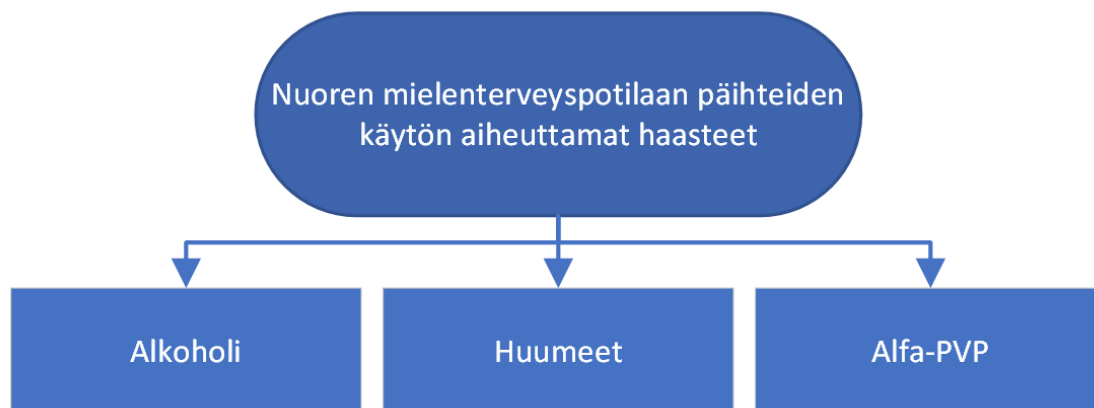 Nuoren mielenterveyspotilaan päihteiden
käytön aiheuttamat haasteet
Alkoholi
Huumeet
Alfa-PVP